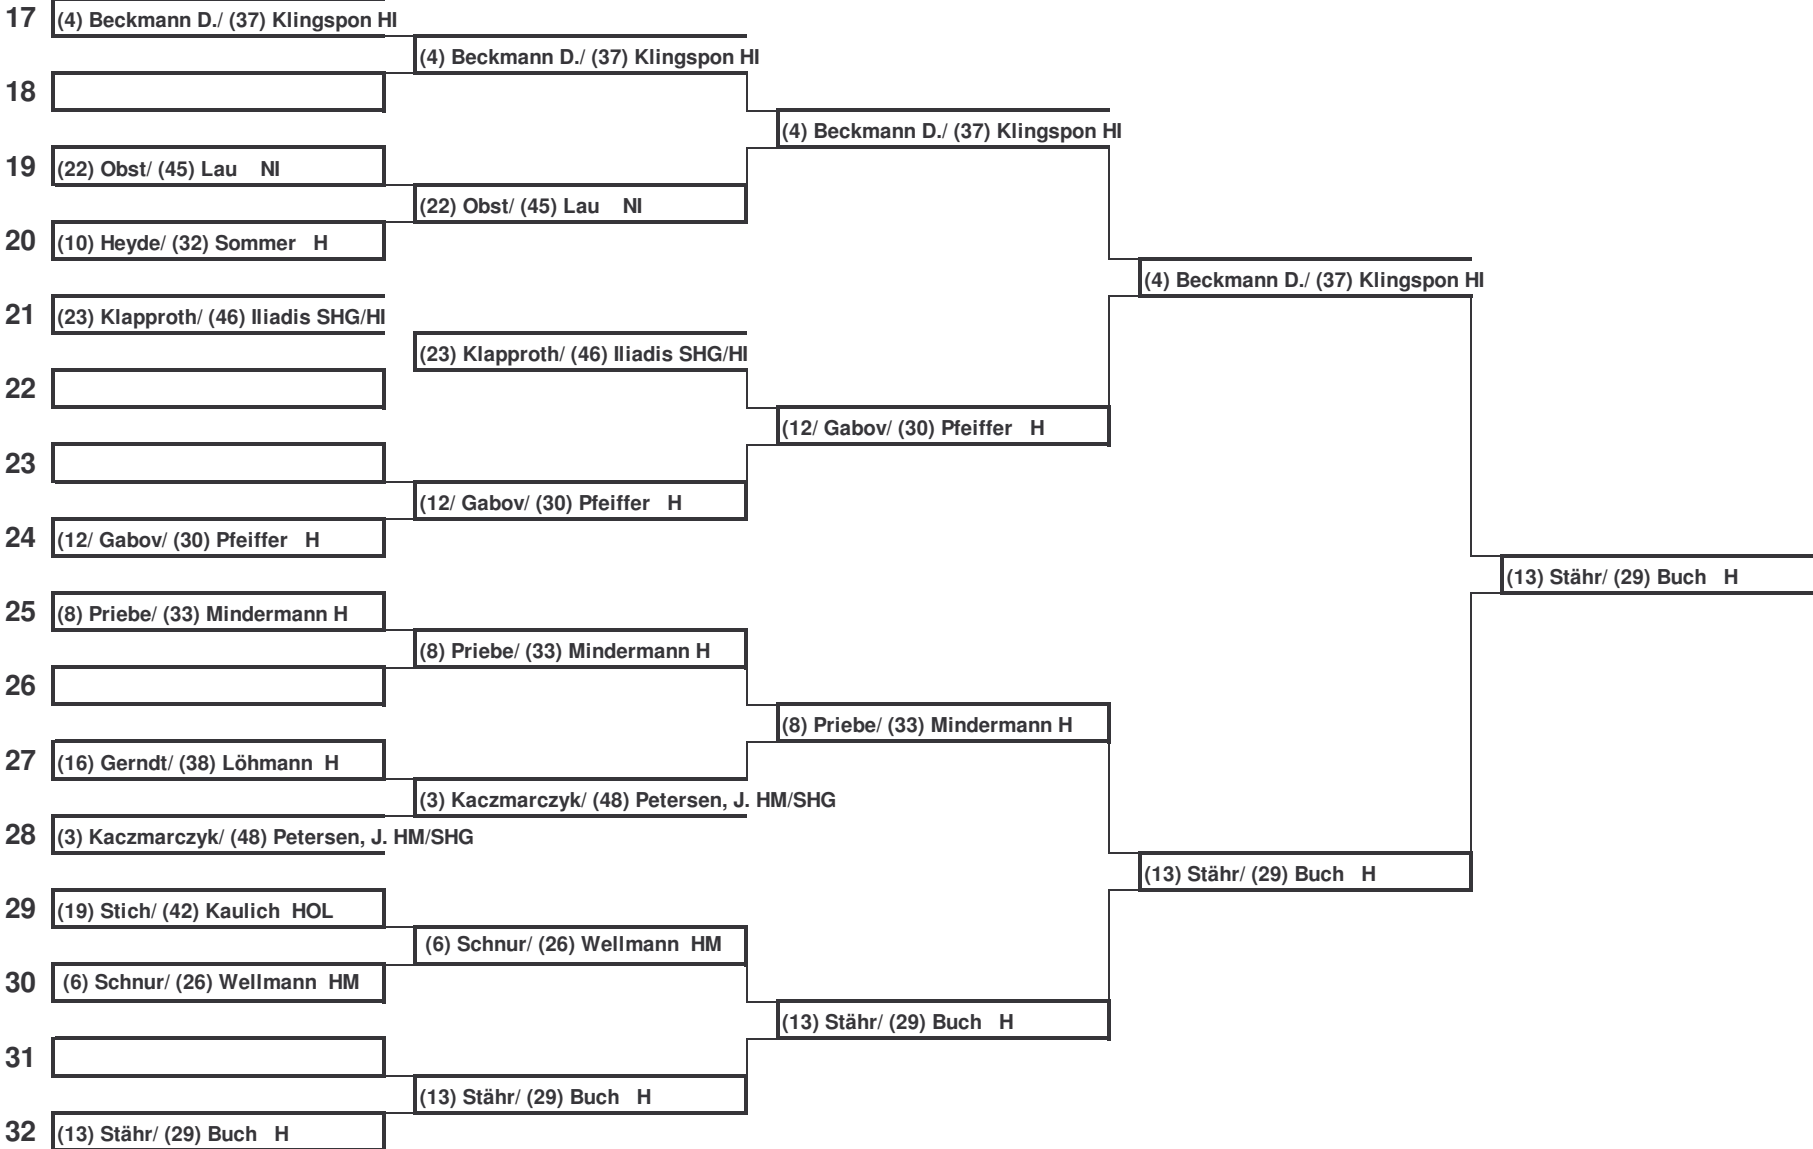 17 (4) Beckmann D./ (37) Klingspon HI
(4) Beckmann D./ (37) Klingspon HI
18
(4) Beckmann D./ (37) Klingspon HI
19 (22) Obst/ (45) Lau NI
(22) Obst/ (45) Lau NI
20 (10) Heyde/ (32) Sommer H
(4) Beckmann D./ (37) Klingspon HI
21 (23) Klapproth/ (46) Iliadis SHG/HI
(23) Klapproth/ (46) Iliadis SHG/HI
22
(12/ Gabov/ (30) Pfeiffer H
23
(12/ Gabov/ (30) Pfeiffer H
24 (12/ Gabov/ (30) Pfeiffer H
(13) Stähr/ (29) Buch H
25 (8) Priebe/ (33) Mindermann H
(8) Priebe/ (33) Mindermann H
26
(8) Priebe/ (33) Mindermann H
27 (16) Gerndt/ (38) Löhmann H
(3) Kaczmarczyk/ (48) Petersen, J. HM/SHG
28 (3) Kaczmarczyk/ (48) Petersen, J. HM/SHG
(13) Stähr/ (29) Buch H
29 (19) Stich/ (42) Kaulich HOL
(6) Schnur/ (26) Wellmann HM
30 (6) Schnur/ (26) Wellmann HM
(13) Stähr/ (29) Buch H
31
(13) Stähr/ (29) Buch H
32 (13) Stähr/ (29) Buch H